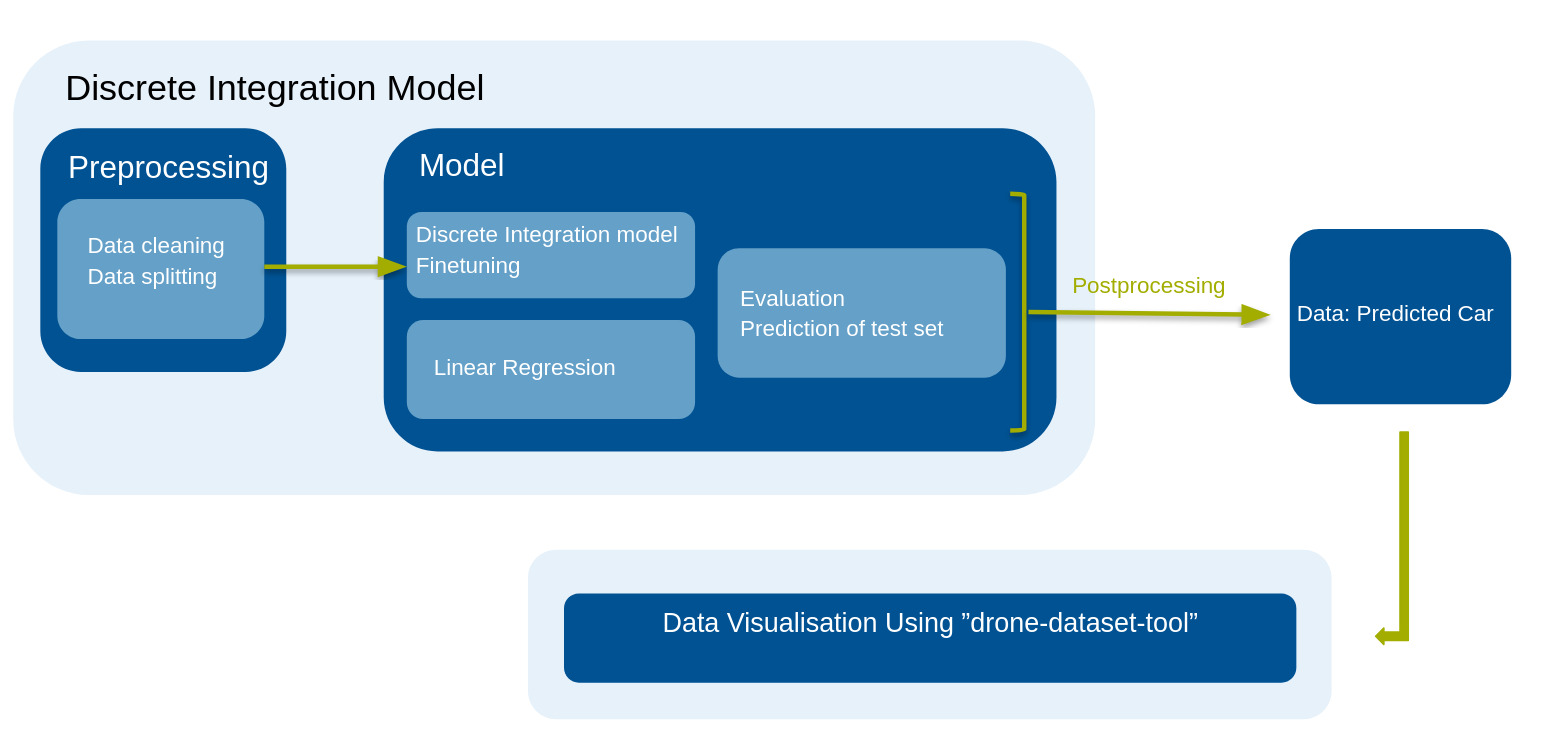 Discrete Integration Model
Preprocessing
Data cleaning
Data splitting
Model
Discrete Integration model
Finetuning
Linear Regression
Evaluation
Prediction of test set
Postprocessing
Data: Predicted Car
Data Visualisation Using ”drone-dataset-tool”